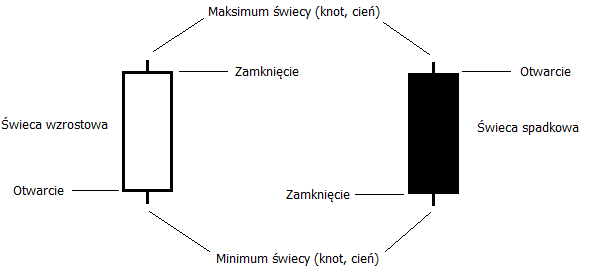 Maksimum świecy (knot, cień)
Zamknięcie
Otwarcie
Świeca wzrostowa
Świeca spadkowa
Otwarcie
Zamknięcie
Minimum świecy (knot, cień)